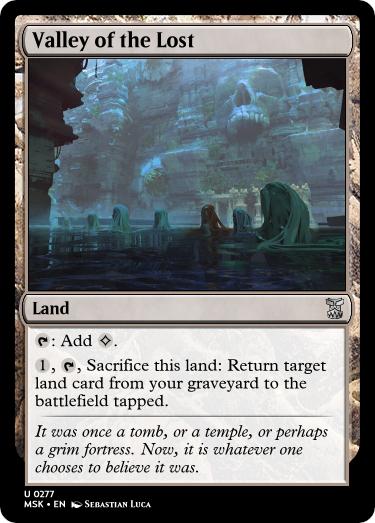 Valley of the Lost
Land
: Add .
1, , Sacrifice this land: Return target
land card from your graveyard to the
battlefield tapped.
It was once a tomb, or a temple, or perhaps
a grim fortress. Now, it is whatever one
chooses to believe it was.
U 0277
MSK • EN Sebastian Luca